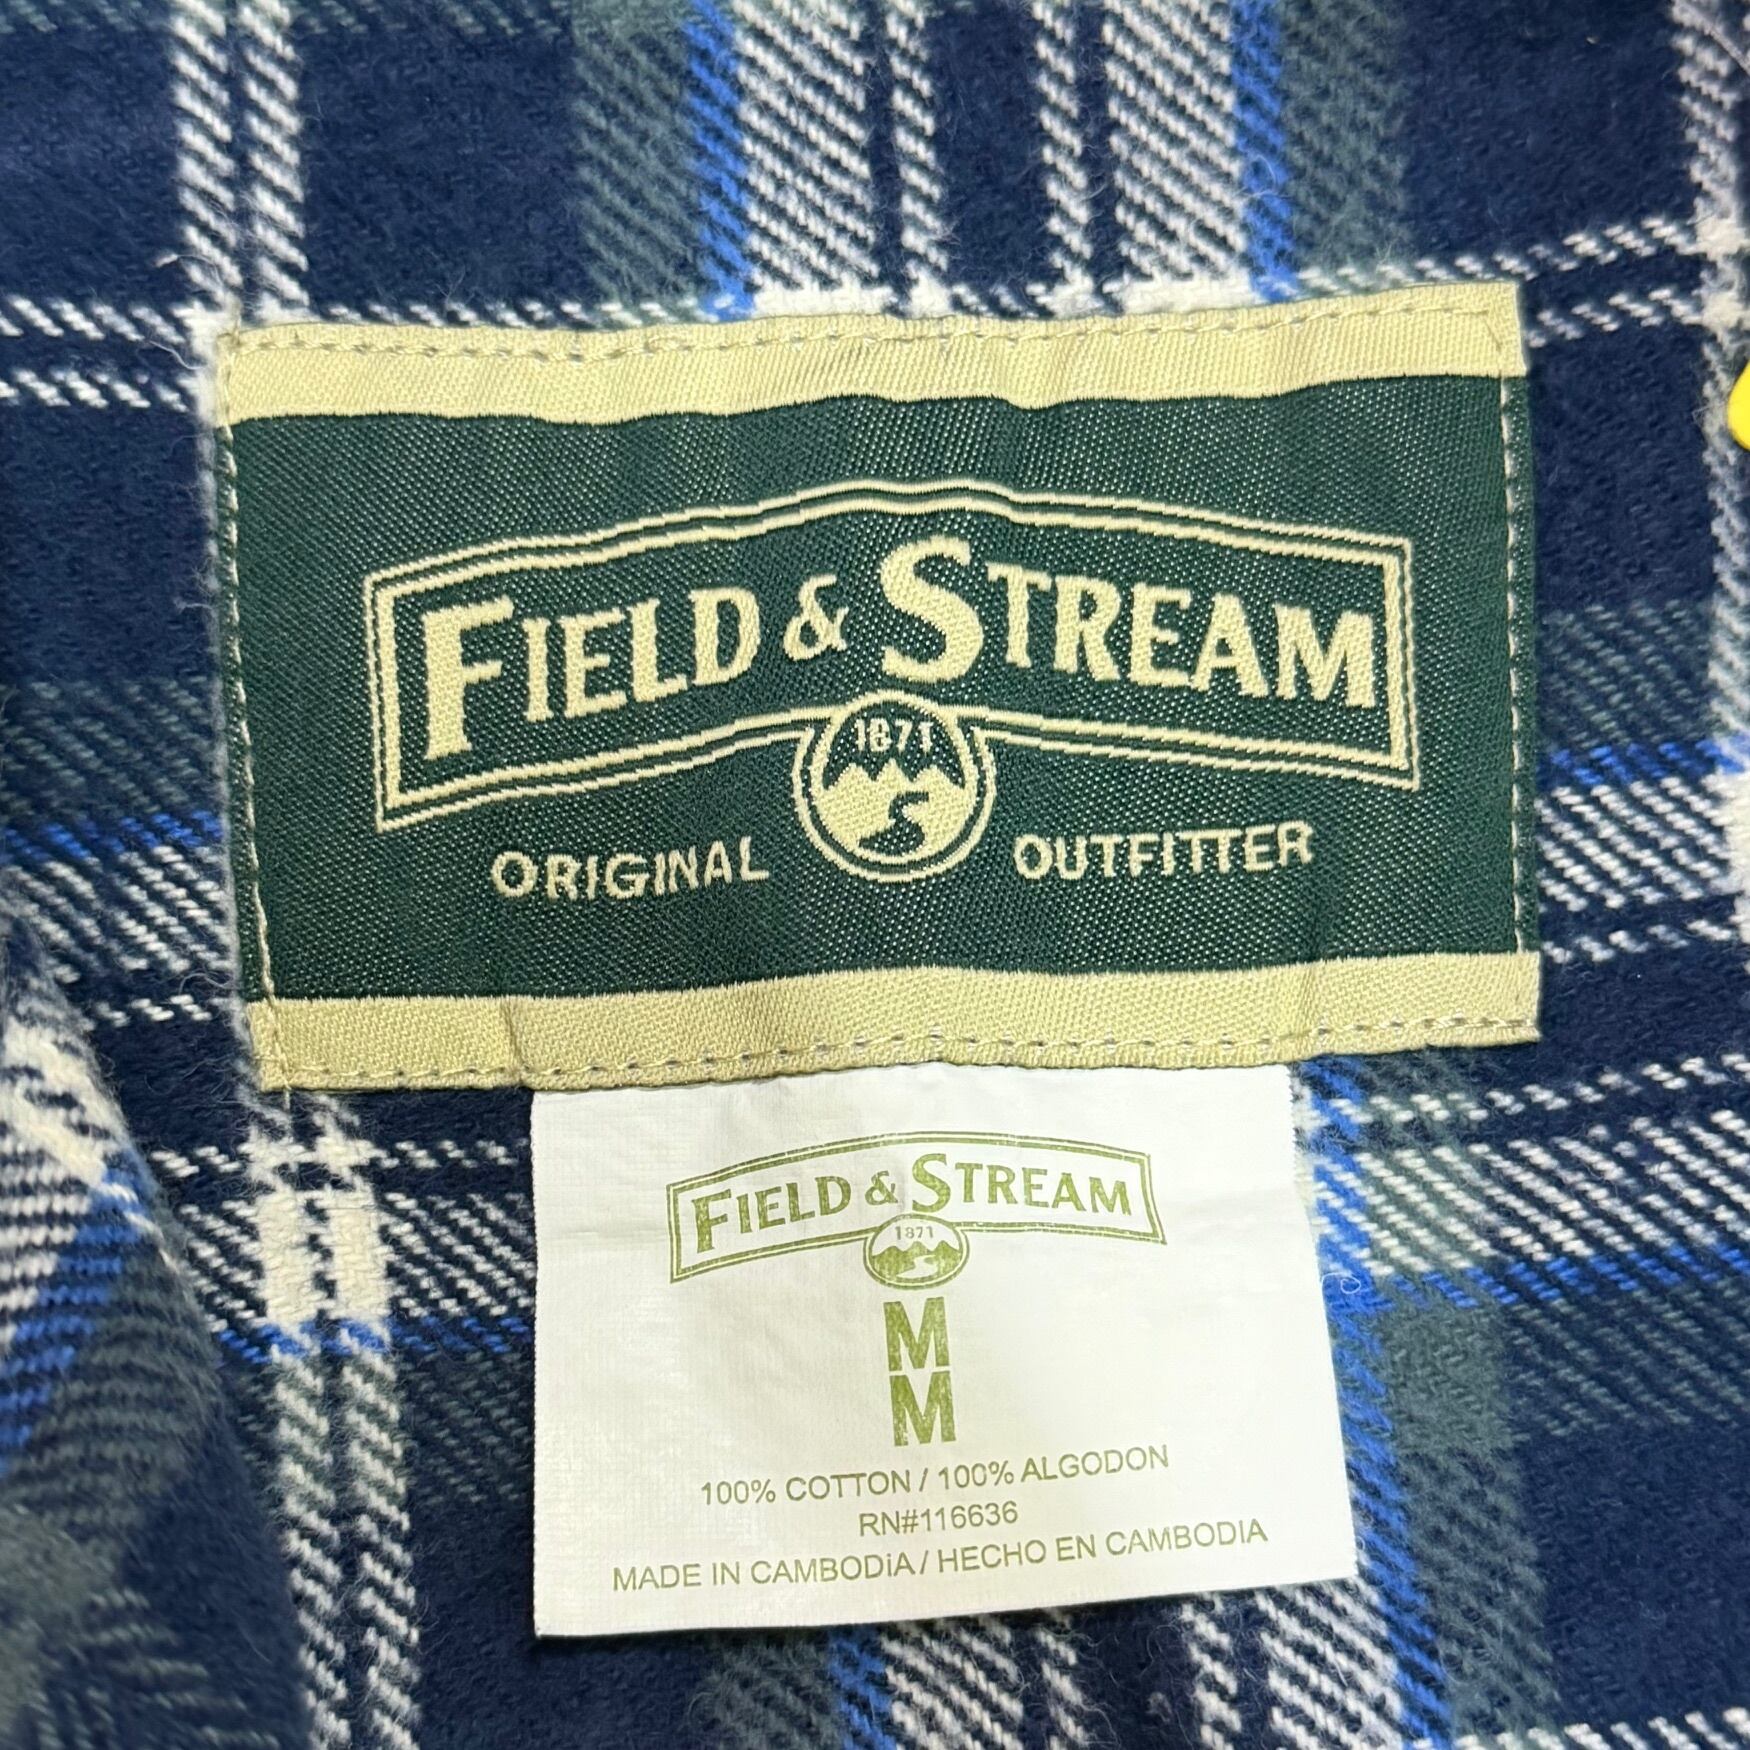 FIELD & STREAM
1871
ORIGINAL OUTFITTER
FIELD & STREAM
1871
M
M
100% COTTON / 100% ALGODON
RN#116636
MADE IN CAMBODiA / HECHO EN CAMBODIA